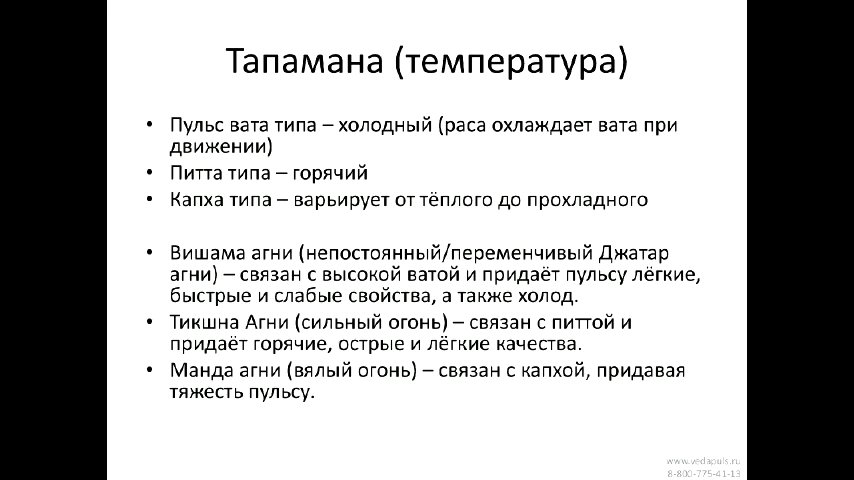 Тапамана (температура)
• Пульс вата типа – холодный (раса охлаждает вата при
движении)
• Питта типа – горячий
• Капха типа – варьирует от тёплого до прохладного
• Вишама агни (непостоянный/переменчивый Джатар
агни) – связан с высокой ватой и придаёт пульсу лёгкие,
быстрые и слабые свойства, а также холод.
• Тикшна Агни (сильный огонь) – связан с питтой и
придаёт горячие, острые и лёгкие качества.
• Манда агни (вялый огонь) – связан с капхой, придавая
тяжесть пульсу.
www.vedapuls.ru
8-800-775-41-13